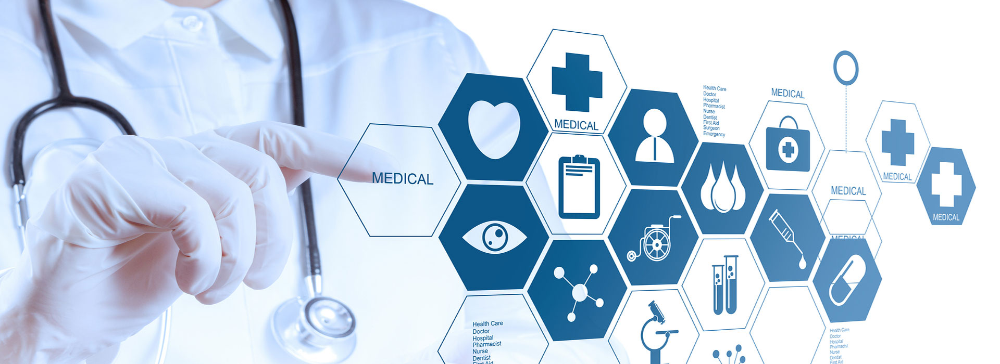 MEDICAL
MEDICAL
Health Care
Doctor
Hospital
Pharmacist
Nurse
Dentist
First Aid
Surgeon
Emergency
MEDICAL
MEDICAL
MEDICAL
MEDICAL
MEDICAL
Health Care
Doctor
Hospital
Pharmacist
Nurse
Dentist
First Aid
Health Care
Doctor
Hospital
Pharmacist
Nurse
Dentist
First Aid